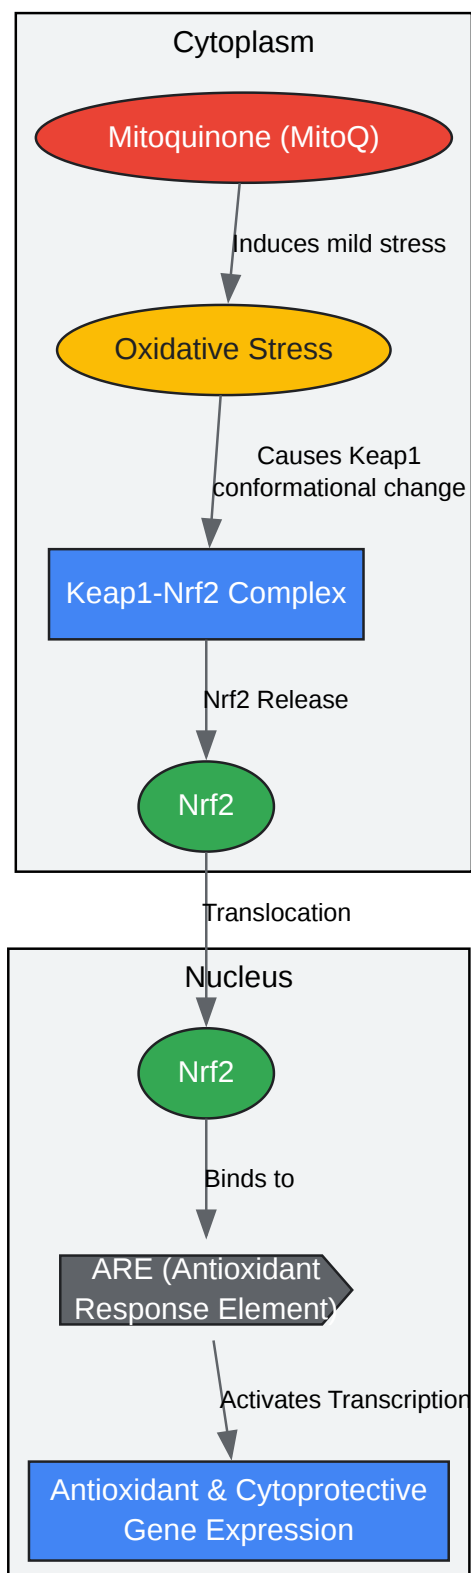 Cytoplasm
Mitoquinone (MitoQ)
Induces mild stress
Oxidative Stress
Causes Keap1
conformational change
Keap1-Nrf2 Complex
Nrf2 Release
Nrf2
Translocation
Nucleus
Nrf2
Binds to
ARE (Antioxidant
Response Element)
Activates Transcription
Antioxidant & Cytoprotective
Gene Expression